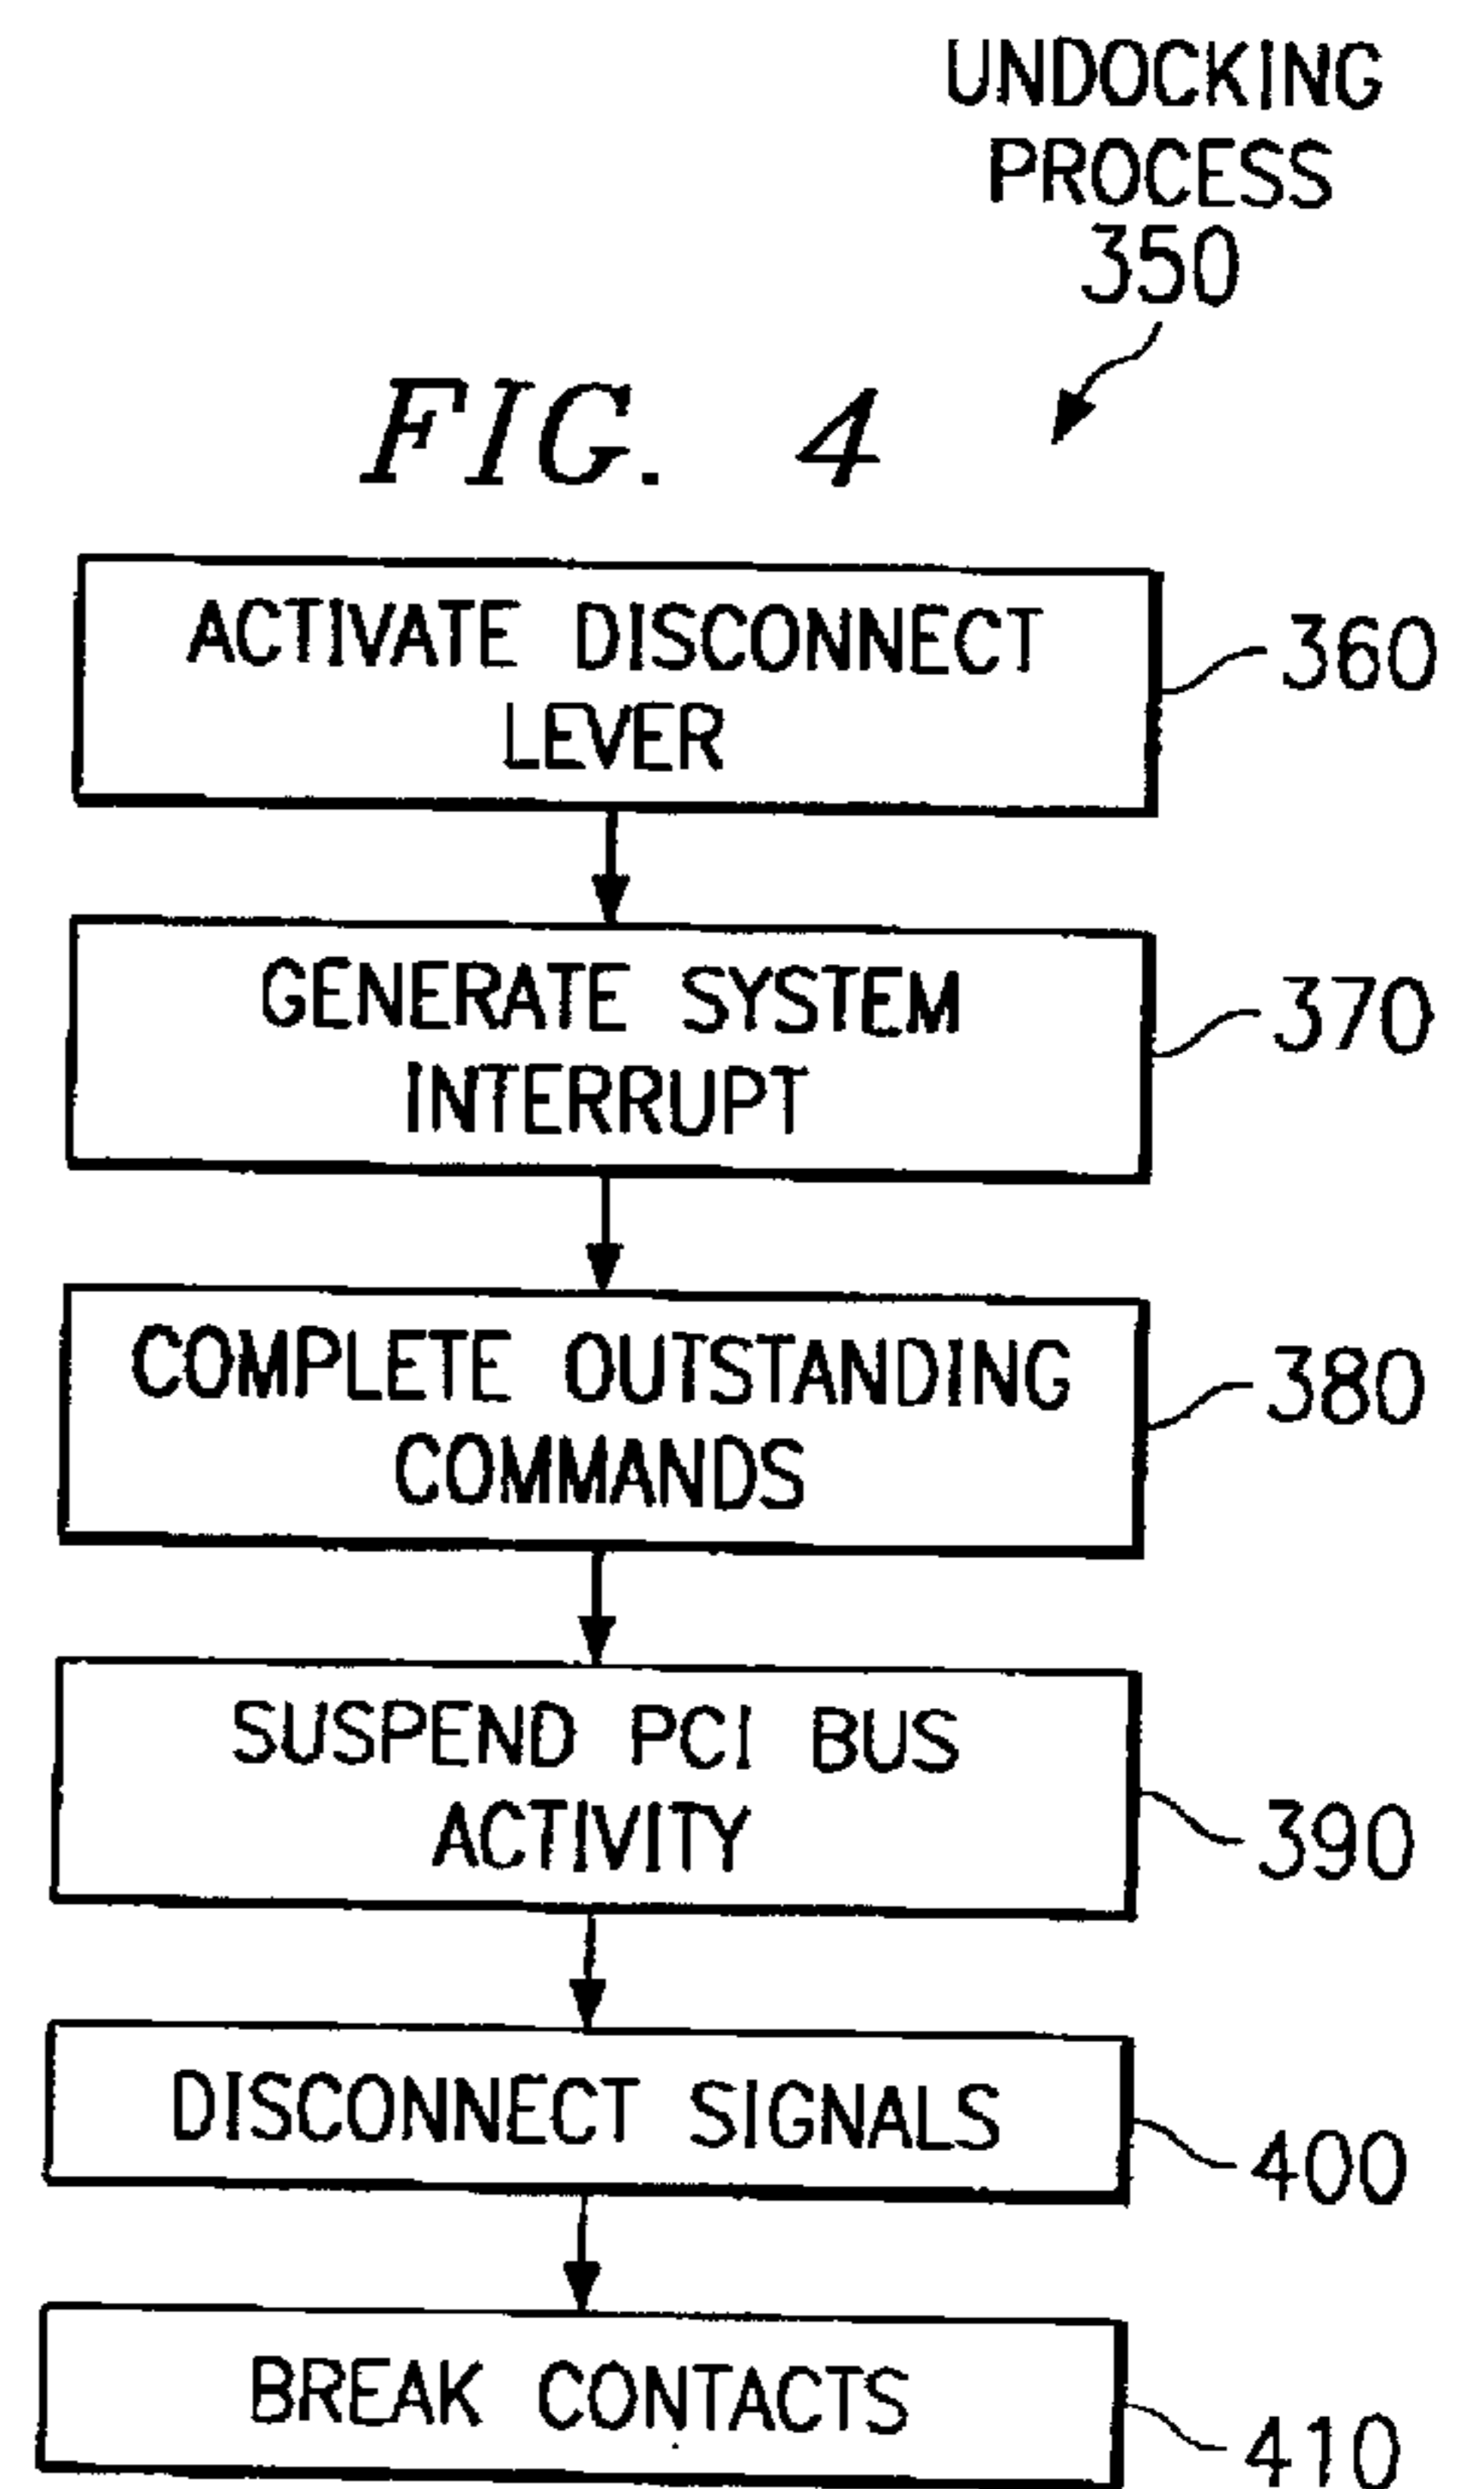 UNDOCKING
PROCESS
350
FIG. 4
ACTIVATE DISCONNECT
LEVER
360
GENERATE SYSTEM
INTERRUPT
370
COMPLETE OUTSTANDING
COMMANDS
380
SUSPEND PCI BUS
ACTIVITY
390
DISCONNECT SIGNALS
400
BREAK CONTACTS
410